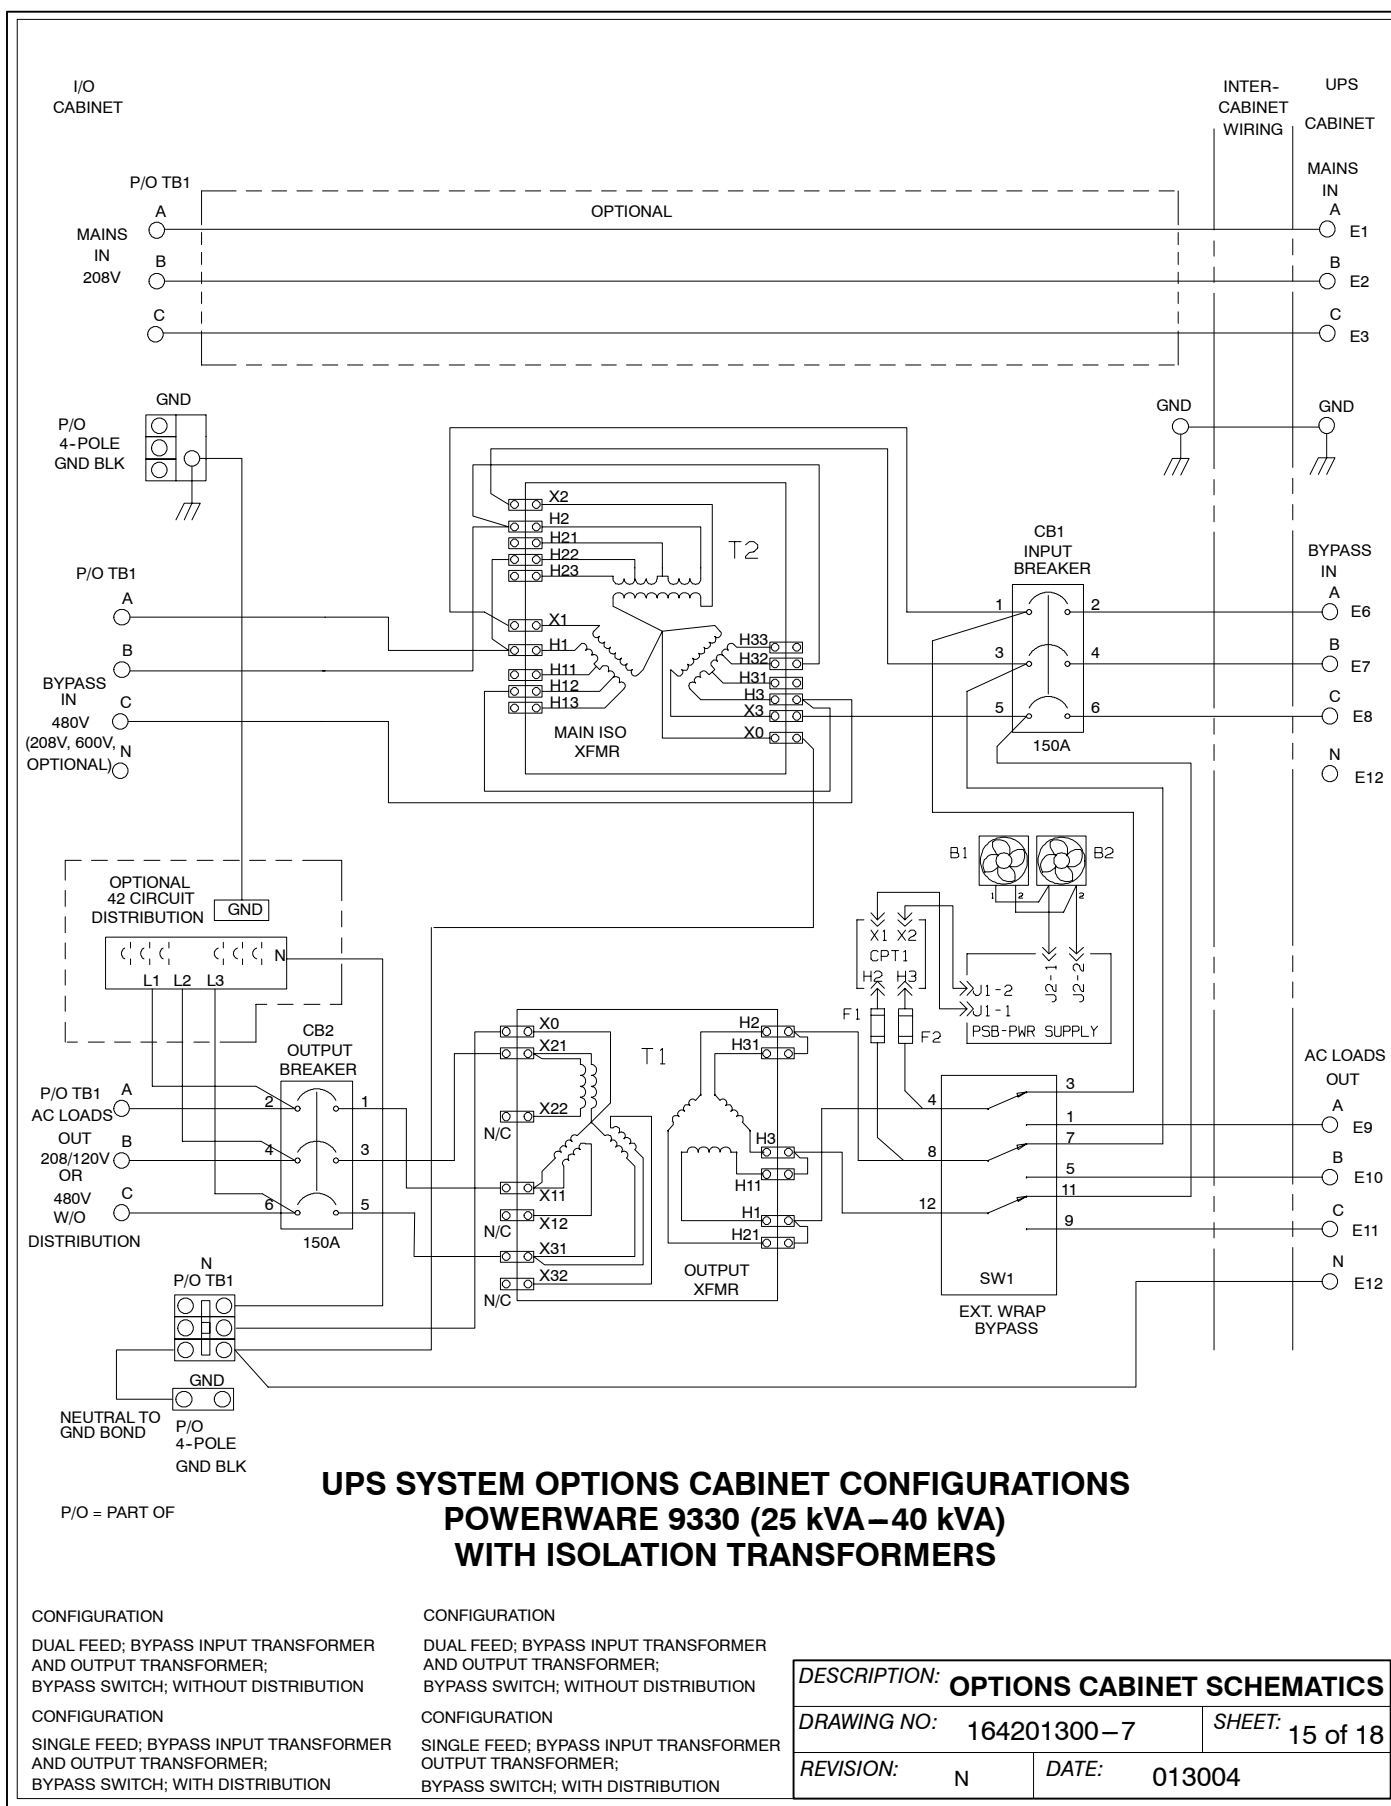 I/O
CABINET
INTER-
CABINET
WIRING
UPS
CABINET
P/O TB1
OPTIONAL
MAINS
IN
A
A
E1
MAINS
IN
208V
B
B
E2
C
C
E3
GND
P/O
4-POLE
GND BLK
GND
GND
X2
H2
H21
H22
H23
T2
CB1
INPUT
BREAKER
BYPASS
IN
P/O TB1
A
1
2
A
E6
X1
H1
H11
H12
H13
H33
H32
H31
H3
X3
X0
B
3
4
B
E7
BYPASS
IN
480V
(208V, 600V,
OPTIONAL)
C
5
6
C
E8
MAIN ISO
XFMR
150A
N
N
E12
B1
B2
1
2
2
OPTIONAL
42 CIRCUIT
DISTRIBUTION
GND
N
L1
L2
L3
X1
X2
CPT1
H2
H3
J2-1
J2-2
J1-2
J1-1
PSB-PWR SUPPLY
F1
F2
CB2
OUTPUT
BREAKER
X0
X21
T1
H2
H31
AC LOADS
OUT
P/O TB1
AC LOADS
OUT
208/120V
OR
480V
W/O
DISTRIBUTION
A
2
1
X22
N/C
4
3
1
A
E9
B
4
3
H3
8
7
5
B
E10
X11
H11
C
6
5
X12
N/C
H1
12
11
9
C
E11
150A
X31
H21
X32
N/C
OUTPUT
XFMR
SW1
N
E12
N
P/O TB1
EXT. WRAP
BYPASS
GND
NEUTRAL TO
GND BOND
P/O
4-POLE
GND BLK
UPS SYSTEM OPTIONS CABINET CONFIGURATIONS
POWERWARE 9330 (25 kVA-40 kVA)
WITH ISOLATION TRANSFORMERS
P/O = PART OF
CONFIGURATION
DUAL FEED; BYPASS INPUT TRANSFORMER
AND OUTPUT TRANSFORMER;
BYPASS SWITCH; WITHOUT DISTRIBUTION
CONFIGURATION
SINGLE FEED; BYPASS INPUT TRANSFORMER
AND OUTPUT TRANSFORMER;
BYPASS SWITCH; WITH DISTRIBUTION
CONFIGURATION
DUAL FEED; BYPASS INPUT TRANSFORMER
AND OUTPUT TRANSFORMER;
BYPASS SWITCH; WITHOUT DISTRIBUTION
CONFIGURATION
SINGLE FEED; BYPASS INPUT TRANSFORMER
OUTPUT TRANSFORMER;
BYPASS SWITCH; WITH DISTRIBUTION
DESCRIPTION: OPTIONS CABINET SCHEMATICS
DRAWING NO: 164201300-7
SHEET: 15 of 18
REVISION: N
DATE: 013004